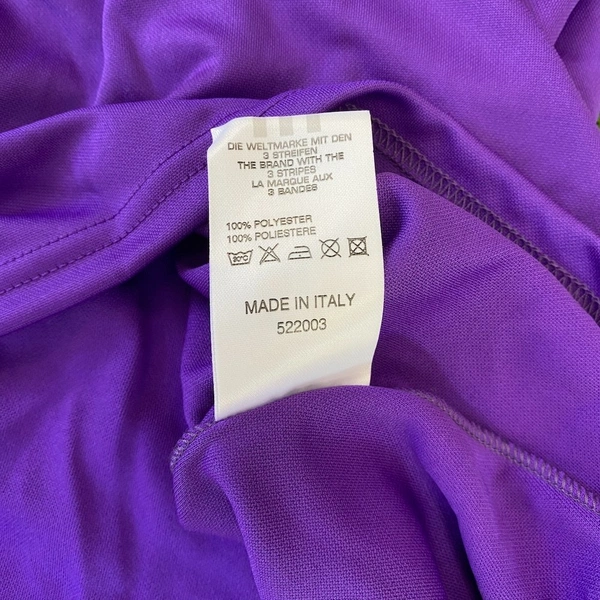 DIE WELTMARKE MIT DEN
3 STREIFEN
THE BRAND WITH THE
3 STRIPES
LA MARQUE AUX
3 BANDES
100% POLYESTER
100% POLIESTERE
MADE IN ITALY
522003